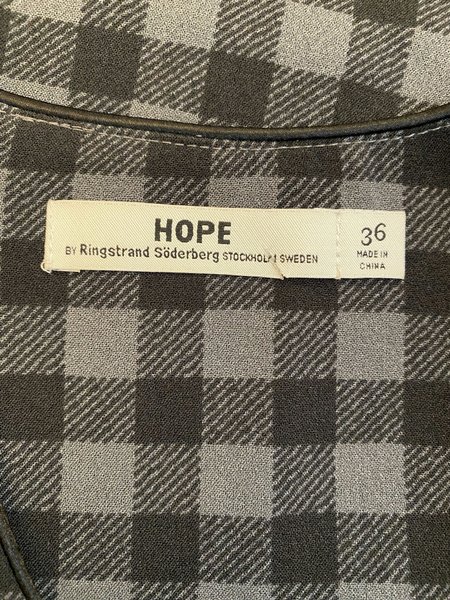 HOPE
BY Ringstrand Söderberg STOCKHOLM SWEDEN
36
MADE IN
CHINA